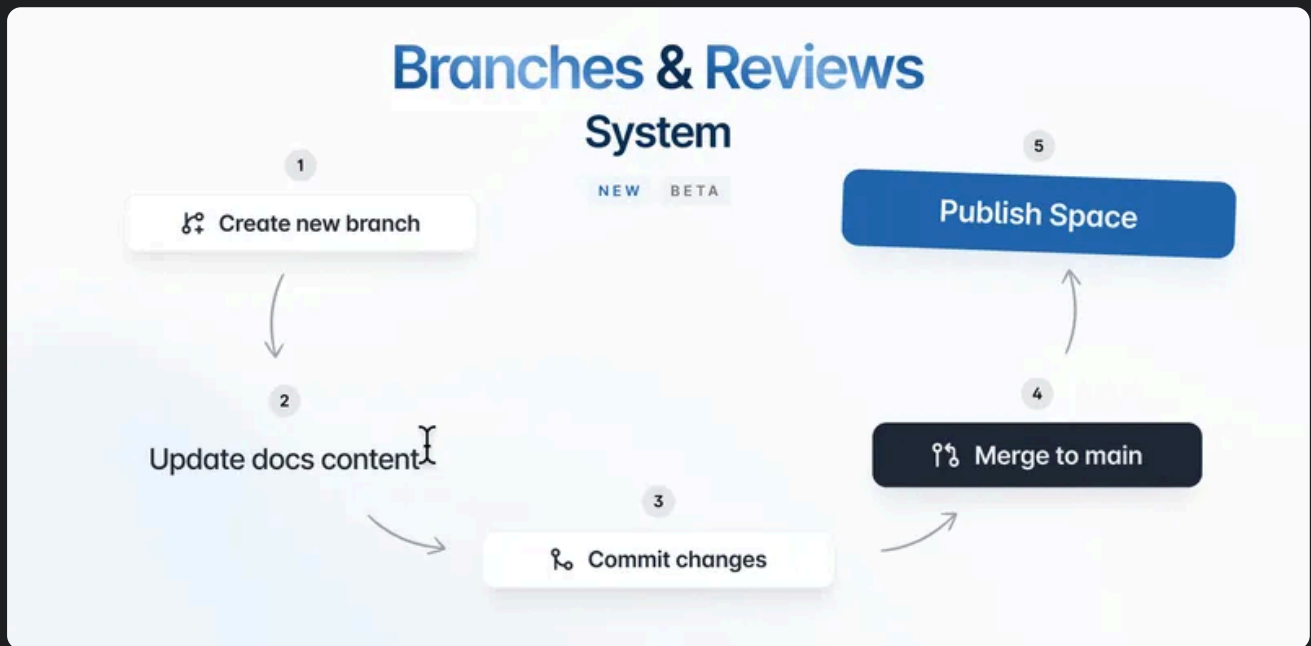 Branches & Reviews
System
NEW BETA
1
Create new branch
2
Update docs content
3
Commit changes
4
Merge to main
5
Publish Space